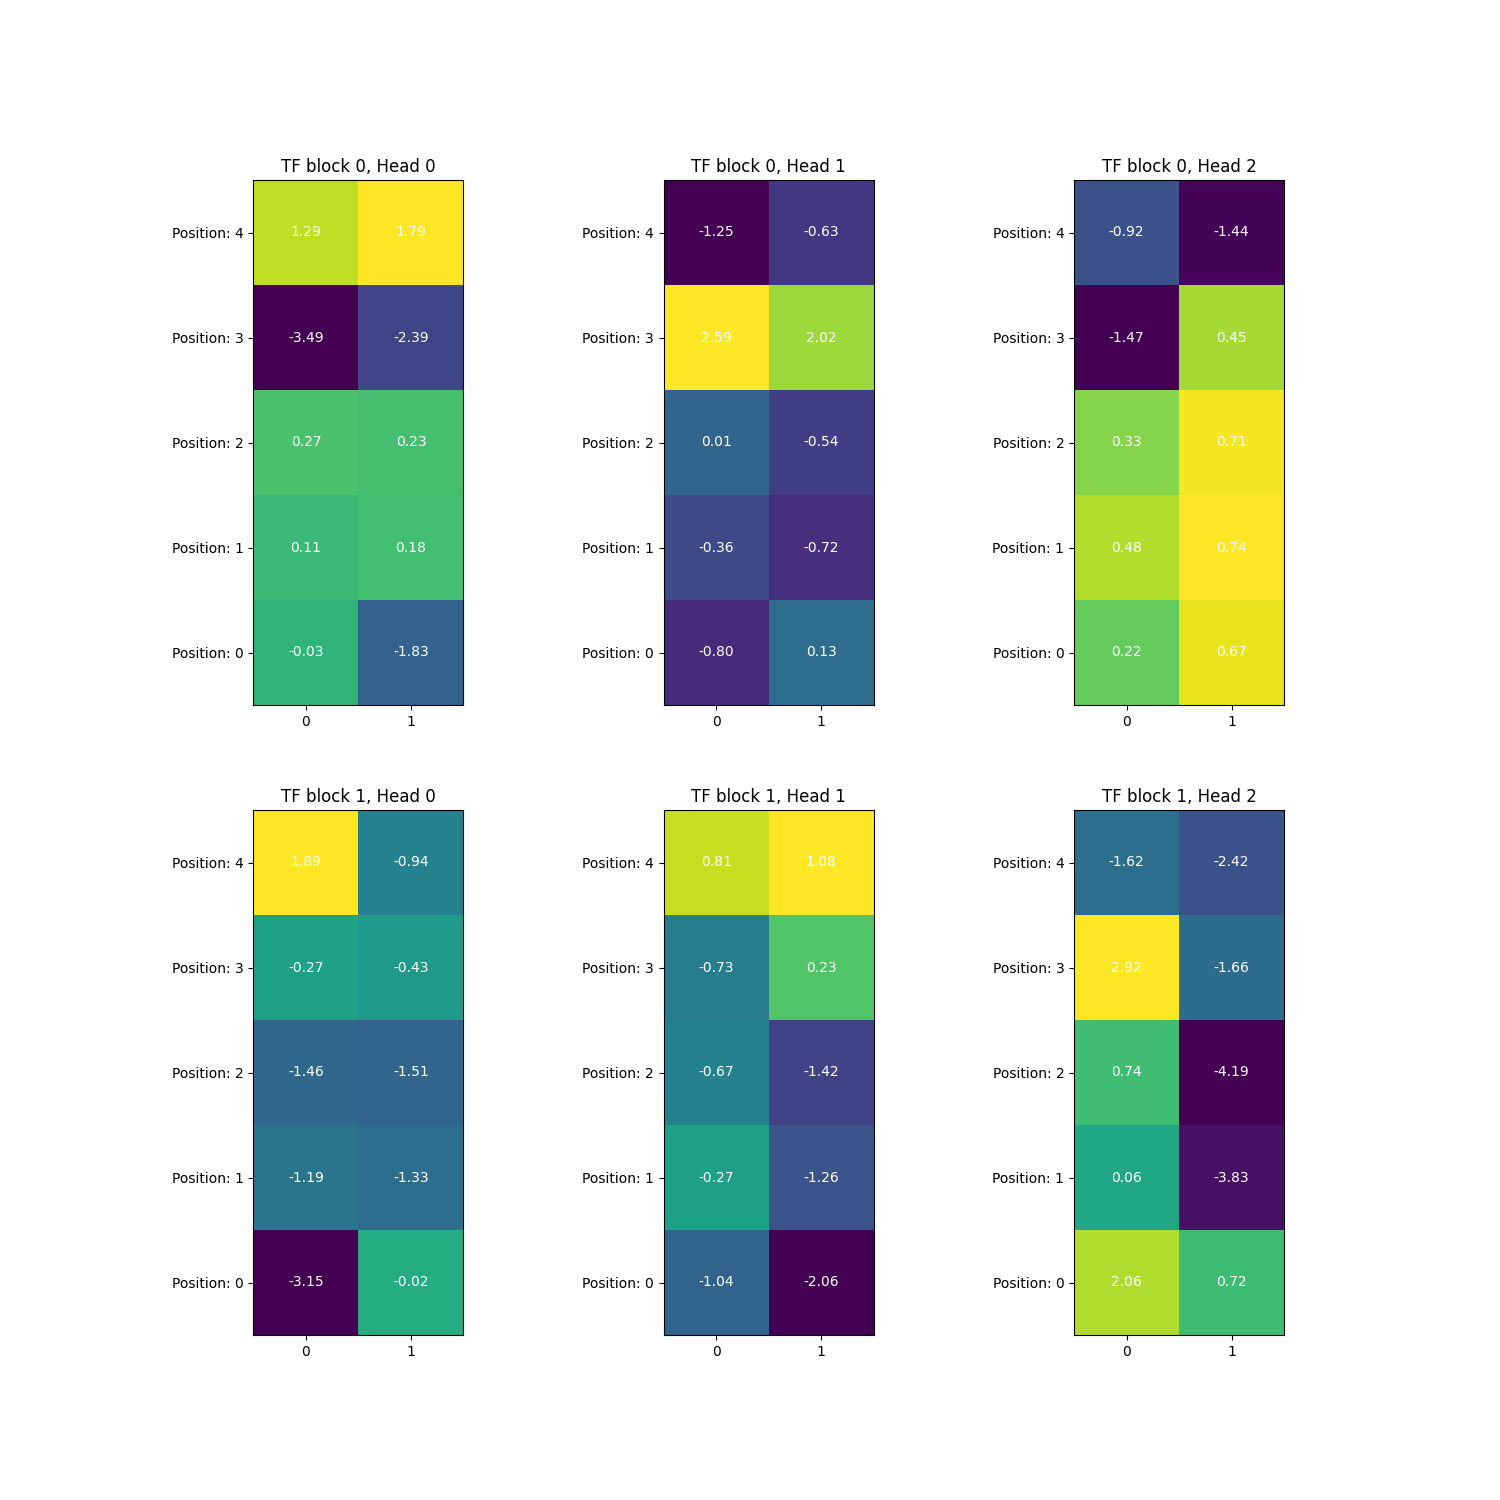 TF block 0, Head 0
TF block 0, Head 1
TF block 0, Head 2
Position: 4 1.29 1.79
Position: 4 -1.25 -0.63
Position: 4 -0.92 -1.44
Position: 3 -3.49 -2.39
Position: 3 2.59 2.02
Position: 3 -1.47 0.45
Position: 2 0.27 0.23
Position: 2 0.01 -0.54
Position: 2 0.33 0.71
Position: 1 0.11 0.18
Position: 1 -0.36 -0.72
Position: 1 0.48 0.74
Position: 0 -0.03 -1.83
Position: 0 -0.80 0.13
Position: 0 0.22 0.67
0 1
0 1
0 1
TF block 1, Head 0
TF block 1, Head 1
TF block 1, Head 2
Position: 4 1.89 -0.94
Position: 4 0.81 1.08
Position: 4 -1.62 -2.42
Position: 3 -0.27 -0.43
Position: 3 -0.73 0.23
Position: 3 2.92 -1.66
Position: 2 -1.46 -1.51
Position: 2 -0.67 -1.42
Position: 2 0.74 -4.19
Position: 1 -1.19 -1.33
Position: 1 -0.27 -1.26
Position: 1 0.06 -3.83
Position: 0 -3.15 -0.02
Position: 0 -1.04 -2.06
Position: 0 2.06 0.72
0 1
0 1
0 1